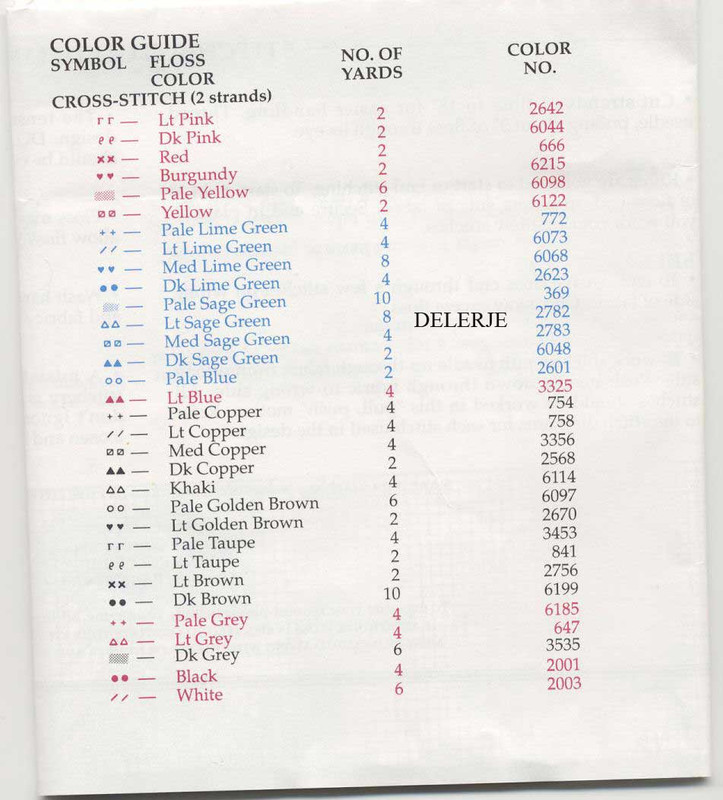 COLOR GUIDE
SYMBOL FLOSS COLOR NO. OF YARDS COLOR NO.
CROSS-STITCH (2 strands)
r r — Lt Pink 2 2642
e e — Dk Pink 2 6044
x x — Red 2 666
♥ ♥ — Burgundy 2 6215
— Pale Yellow 6 6098
— Yellow 2 6122
+ + — Pale Lime Green 4 772
/ / — Lt Lime Green 4 6073
♥ ♥ — Med Lime Green 8 6068
● ● — Dk Lime Green 4 2623
— Pale Sage Green 10 369
△ △ — Lt Sage Green 8 DELERJE 2782
— Med Sage Green 4 2783
▲ ▲ — Dk Sage Green 2 6048
o o — Pale Blue 2 2601
▲ ▲ — Lt Blue 4 3325
+ + — Pale Copper 4 754
/ / — Lt Copper 4 758
— Med Copper 4 3356
▲ ▲ — Dk Copper 2 2568
△ △ — Khaki 4 6114
o o — Pale Golden Brown 6 6097
♥ ♥ — Lt Golden Brown 2 2670
r r — Pale Taupe 4 3453
e e — Lt Taupe 2 841
x x — Lt Brown 2 2756
● ● — Dk Brown 10 6199
+ + — Pale Grey 4 6185
△ △ — Lt Grey 4 647
— Dk Grey 6 3535
● ● — Black 4 2001
/ / — White 6 2003